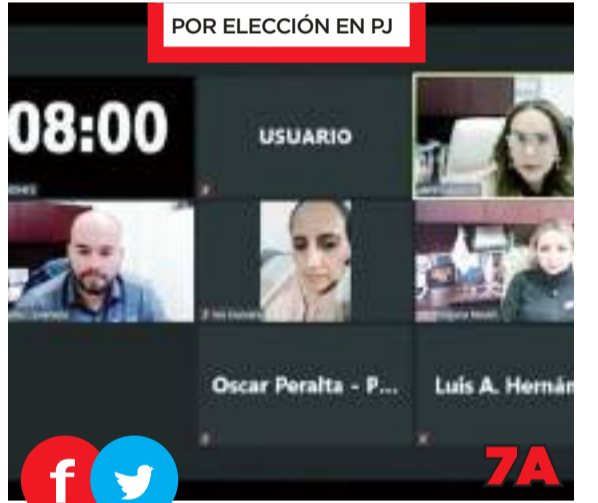 POR ELECCIÓN EN PJ
08:00
USUARIO
Oscar Peralta - P...
Luis A. Hernán
f
7A